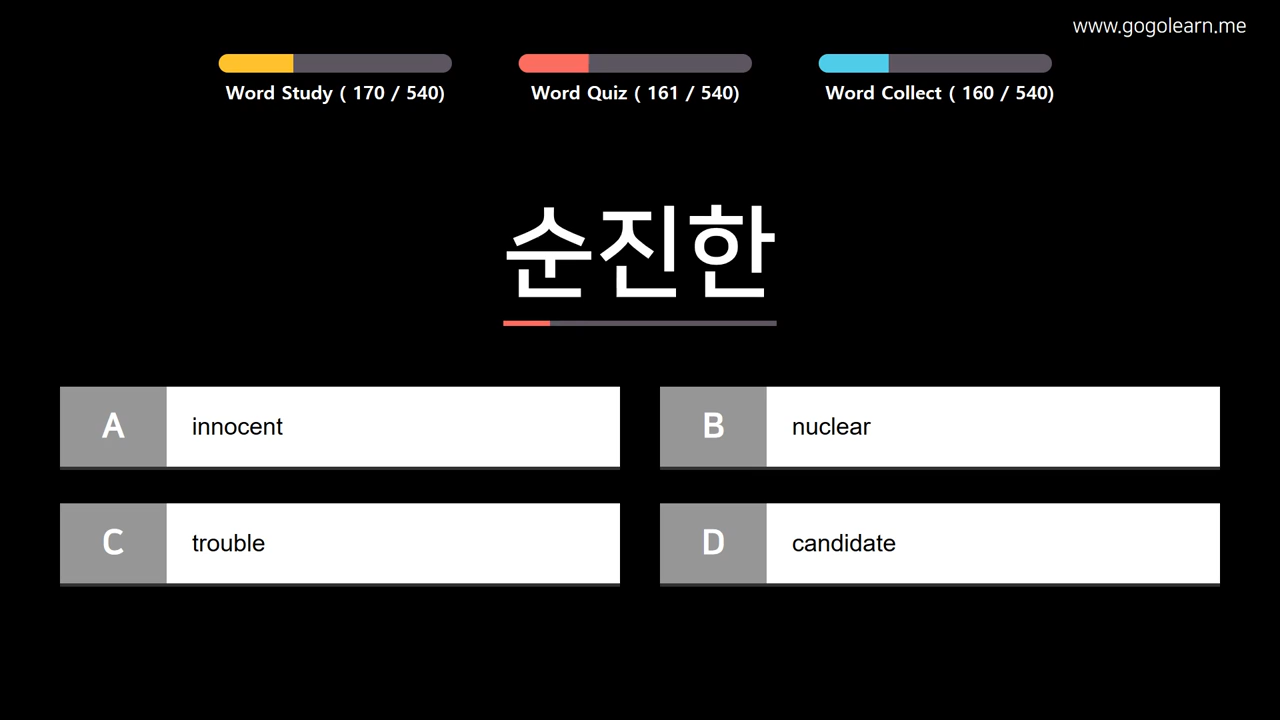 www.gogolearn.me
Word Study ( 170 / 540)
Word Quiz ( 161 / 540)
Word Collect ( 160 / 540)
순진한
A innocent
B nuclear
C trouble
D candidate